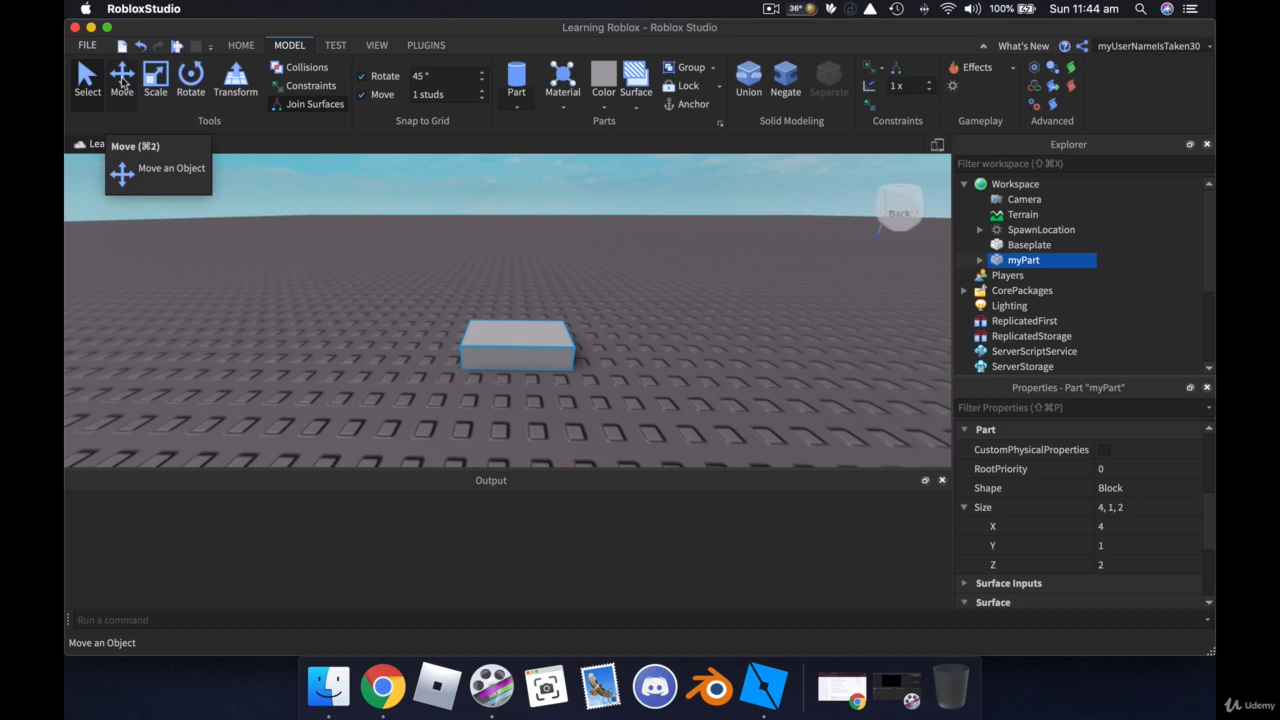 RobloxStudio
36°
100%
Sun 11:44 am
Learning Roblox - Roblox Studio
FILE
HOME
MODEL
TEST
VIEW
PLUGINS
What's New
myUserNameIsTaken30
Select
Move
Scale
Rotate
Transform
Collisions
Constraints
Join Surfaces
Tools
Rotate
45 °
Move
1 studs
Snap to Grid
Part
Material
Color
Surface
Group
Lock
Anchor
Parts
Union
Negate
Separate
Solid Modeling
1 x
Constraints
Effects
Gameplay
Advanced
Lea
Move (⌘2)
Move an Object
Back
Explorer
Filter workspace (⇧⌘X)
Workspace
Camera
Terrain
SpawnLocation
Baseplate
myPart
Players
CorePackages
Lighting
ReplicatedFirst
ReplicatedStorage
ServerScriptService
ServerStorage
Properties - Part "myPart"
Filter Properties (⇧⌘P)
Part
CustomPhysicalProperties
RootPriority 0
Shape Block
Size 4, 1, 2
X 4
Y 1
Z 2
Surface Inputs
Surface
Output
Run a command
Move an Object
Udemy